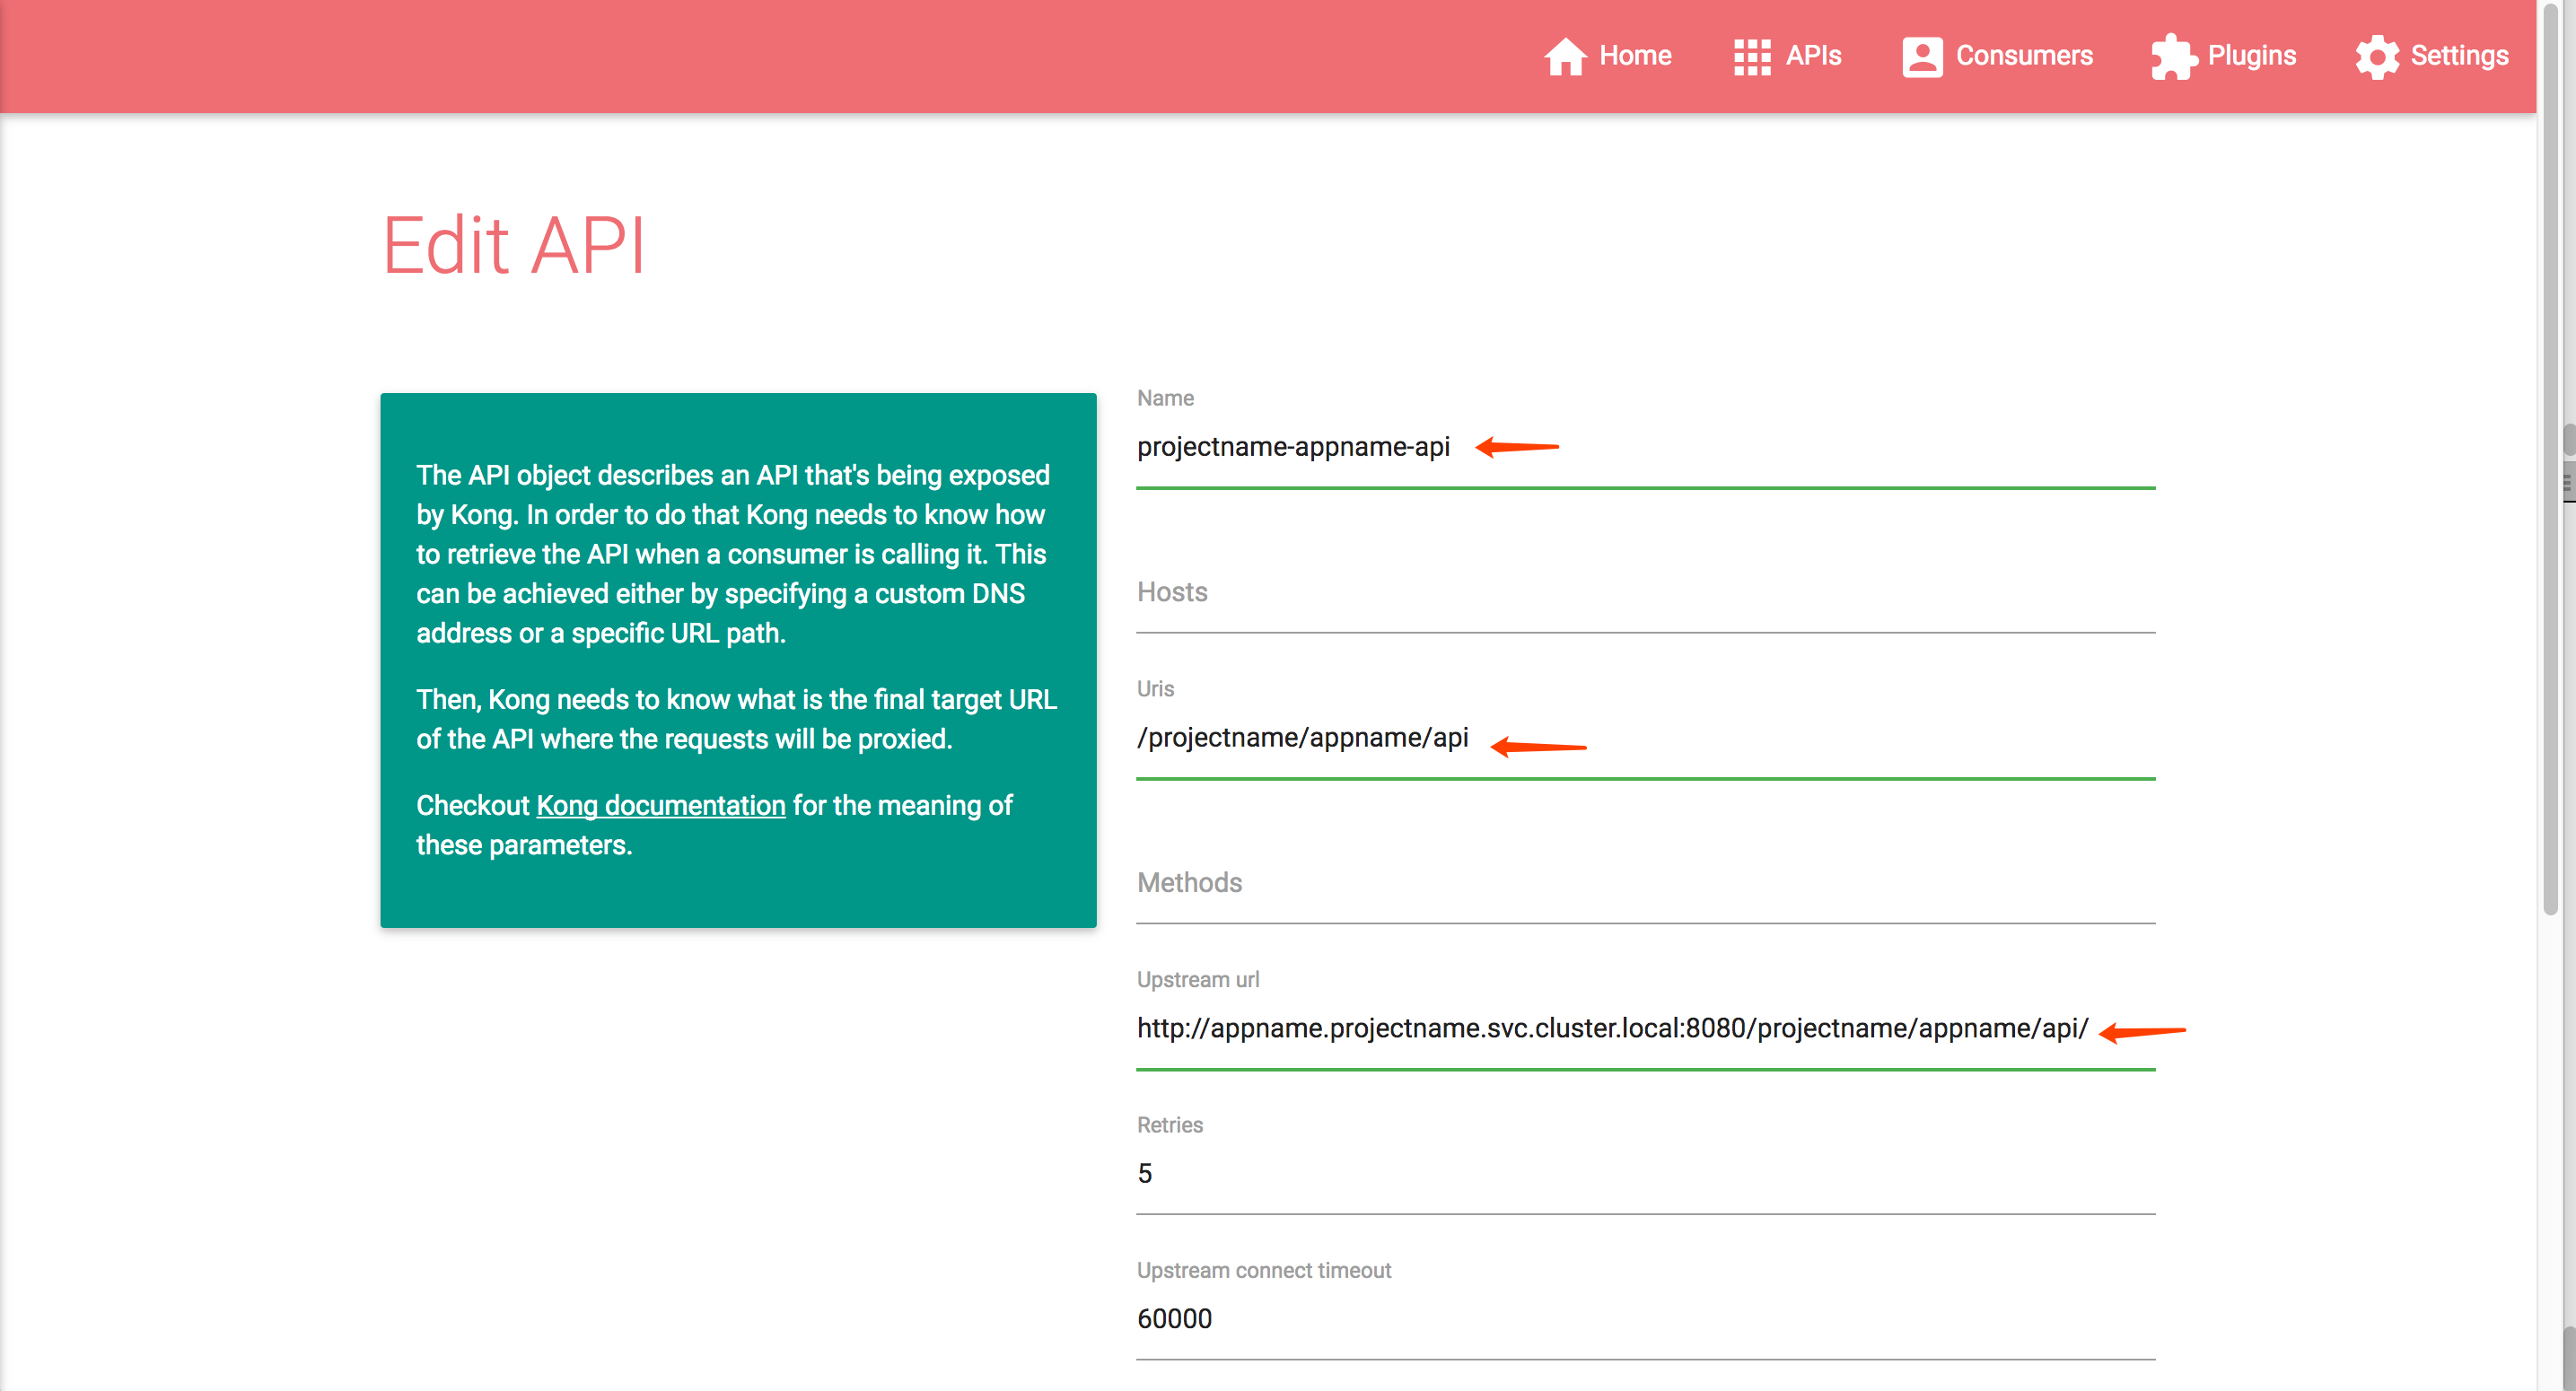 Home APIs Consumers Plugins Settings
Edit API
The API object describes an API that's being exposed
by Kong. In order to do that Kong needs to know how
to retrieve the API when a consumer is calling it. This
can be achieved either by specifying a custom DNS
address or a specific URL path.
Then, Kong needs to know what is the final target URL
of the API where the requests will be proxied.
Checkout Kong documentation for the meaning of
these parameters.
Name
projectname-appname-api
Hosts
Uris
/projectname/appname/api
Methods
Upstream url
http://appname.projectname.svc.cluster.local:8080/projectname/appname/api/
Retries
5
Upstream connect timeout
60000